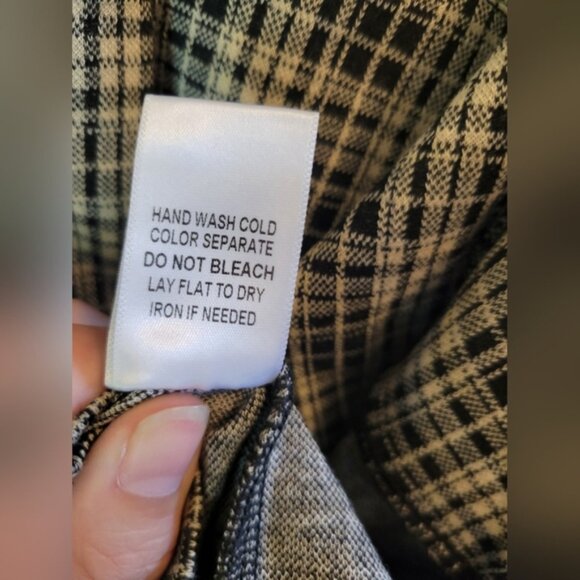 HAND WASH COLD
COLOR SEPARATE
DO NOT BLEACH
LAY FLAT TO DRY
IRON IF NEEDED